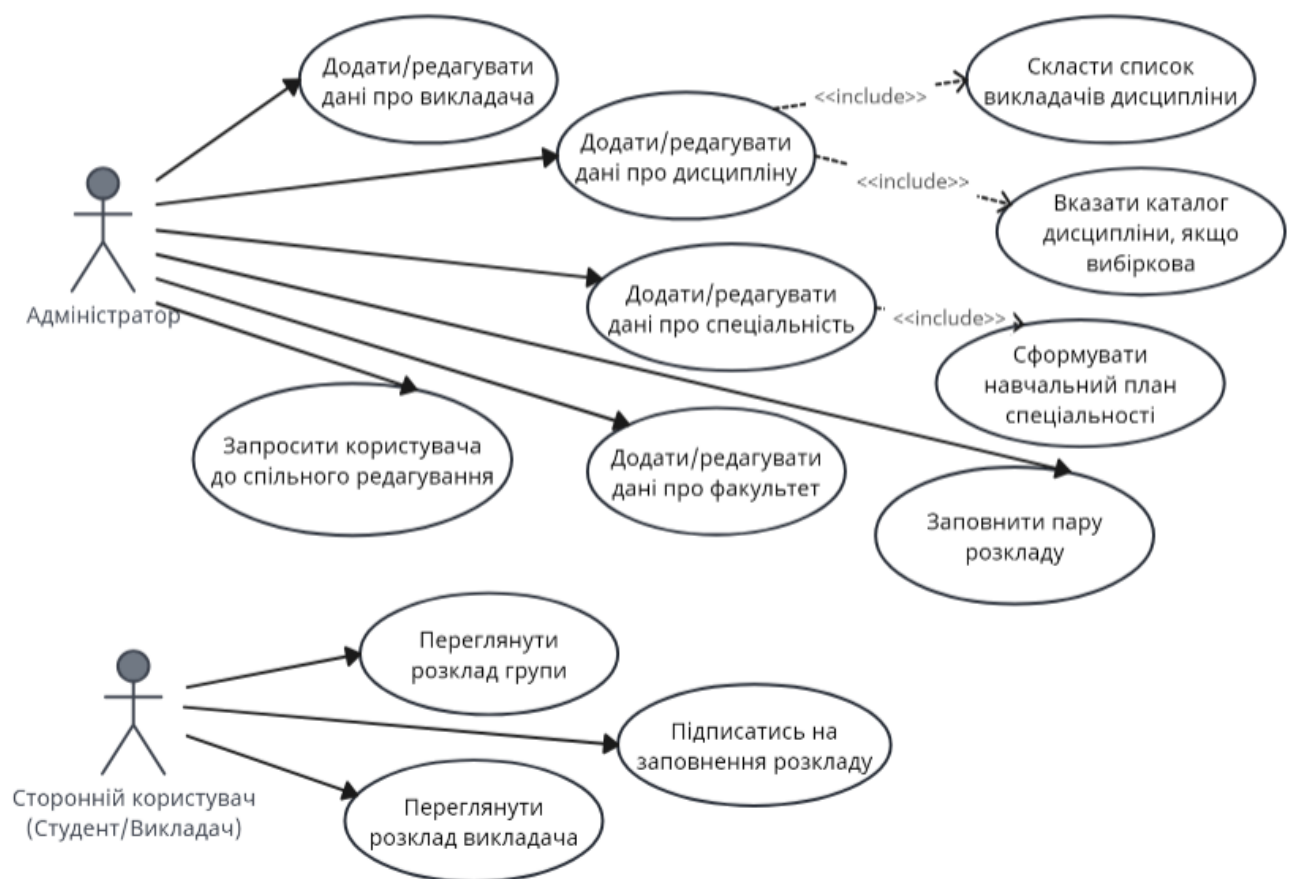 Додати/редагувати
дані про викладача
Додати/редагувати
дані про дисципліну
<<include>>
Скласти список
викладачів дисципліни
<<include>>
Вказати каталог
дисципліни, якщо
вибіркова
Адміністратор
Додати/редагувати
дані про спеціальність
<<include>>
Сформувати
навчальний план
спеціальності
Запросити користувача
до спільного редагування
Додати/редагувати
дані про факультет
Заповнити пару
розкладу
Сторонній користувач
(Студент/Викладач)
Переглянути
розклад групи
Підписатись на
заповнення розкладу
Переглянути
розклад викладача